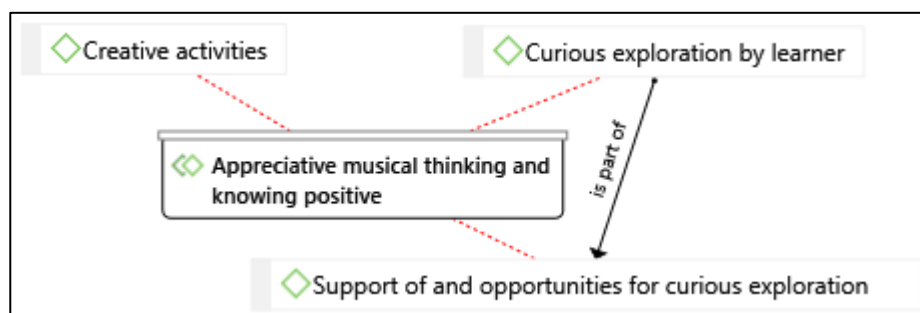 Creative activities
Curious exploration by learner
Appreciative musical thinking and
knowing positive
is part of
Support of and opportunities for curious exploration